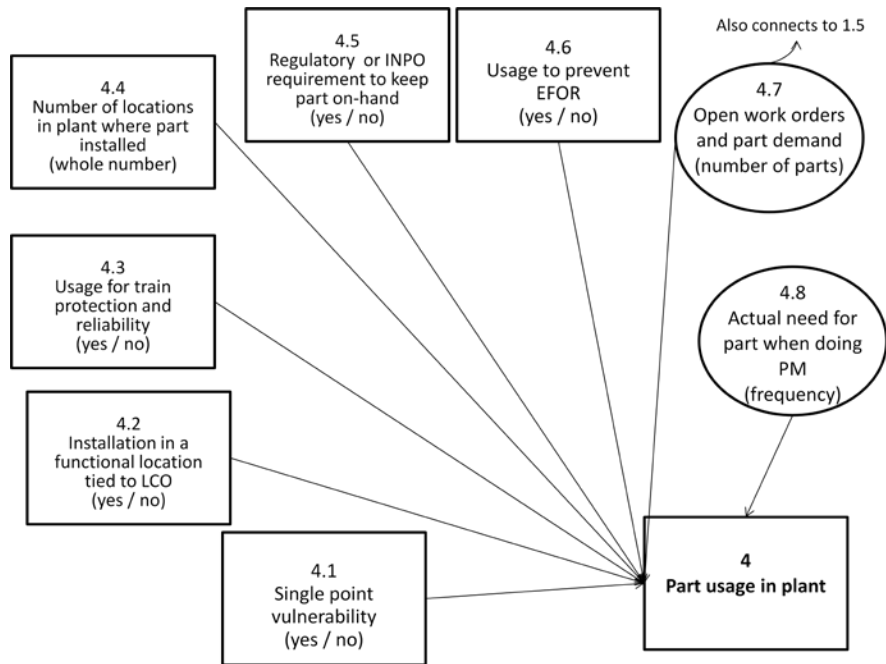 Also connects to 1.5
4.4
Number of locations
in plant where part
installed
(whole number)
4.5
Regulatory or INPO
requirement to keep
part on-hand
(yes / no)
4.6
Usage to prevent
EFOR
(yes / no)
4.7
Open work orders
and part demand
(number of parts)
4.3
Usage for train
protection and
reliability
(yes / no)
4.8
Actual need for
part when doing
PM
(frequency)
4.2
Installation in a
functional location
tied to LCO
(yes / no)
4.1
Single point
vulnerability
(yes / no)
4
Part usage in plant